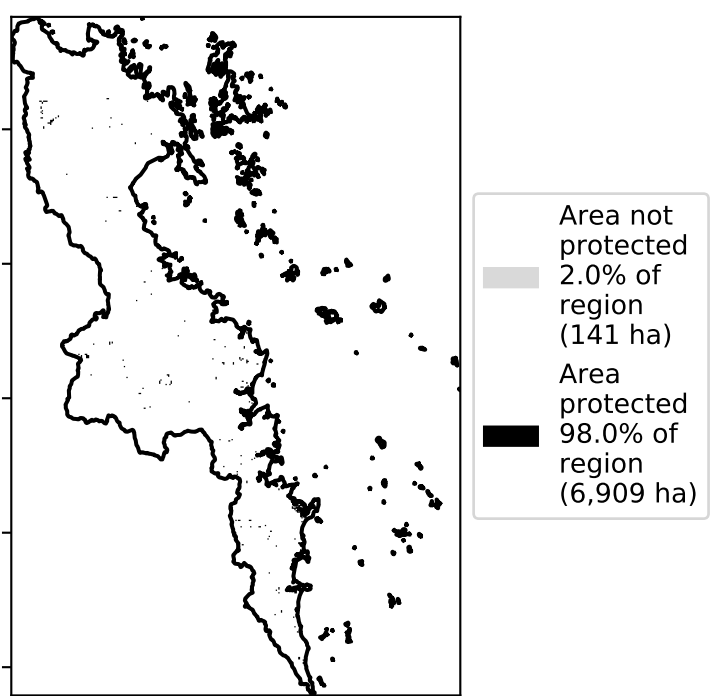 Area not
protected
2.0% of
region
(141 ha)
Area
protected
98.0% of
region
(6,909 ha)